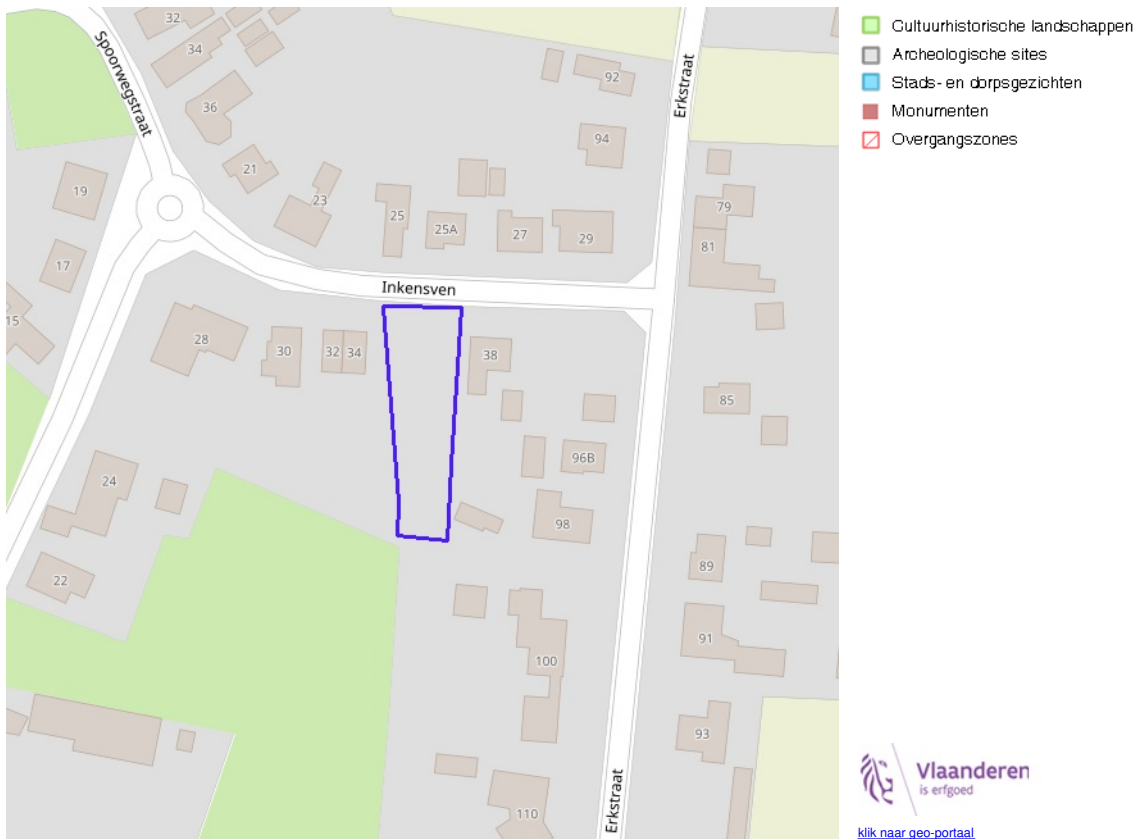 32
34
36
92
94
Spoorwegstraat
Erkstraat
21
19
23
25
25A
27
29
79
81
17
Inkensven
15
28
30
32
34
38
85
96B
24
98
22
89
91
100
93
110
Erkstraat
Cultuurhistorische landschappen
Archeologische sites
Stads- en dorpsgezichten
Monumenten
Overgangszones
Vlaanderen
is erfgoed
klik naar geo-portaal